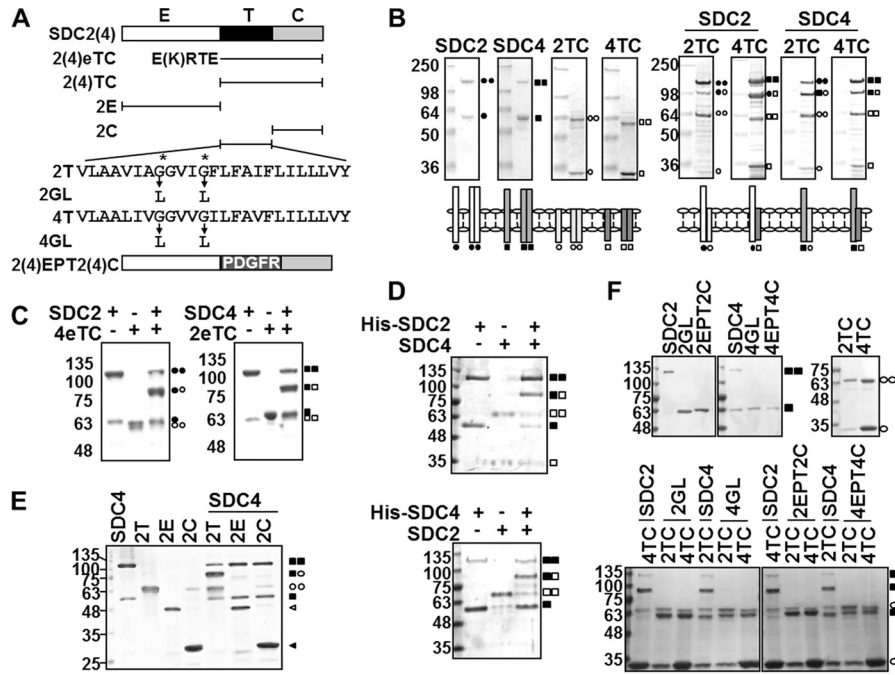 A
E T C
SDC2(4)
2(4)eTC E(K)RTE
2(4)TC
2E
2C
* *
2T VLAAVIAGGVIGFLFAIFLILLLVY
2GL L L
4T VLAALIVGGVVGILFAVFLILLLVY
4GL L L
2(4)EPT2(4)C PDGFR
B
SDC2 SDC4 2TC 4TC
250
98
64
50
36
SDC2 SDC4
2TC 4TC 2TC 4TC
250
98
64
50
36
C
SDC2 + - +
4eTC - + +
135
100
75
63
48
SDC4 + - +
2eTC - + +
135
100
75
63
48
D
His-SDC2 + - +
SDC4 - + +
135
100
75
63
48
35
His-SDC4 + - +
SDC2 - + +
135
100
75
63
48
35
E
SDC4
SDC4 2T 2E 2C 2T 2E 2C
135
100
75
63
48
35
25
F
SDC2 2GL 2EPT2C SDC4 4GL 4EPT4C
135
100
75
63
48
2TC 4TC
75
63
48
35
SDC2 2GL SDC4 4GL SDC2 2EPT2C SDC4 4EPT4C
4TC 2TC 4TC 2TC 2TC 4TC 4TC 2TC 4TC 2TC 2TC 4TC
135
100
75
63
48
35